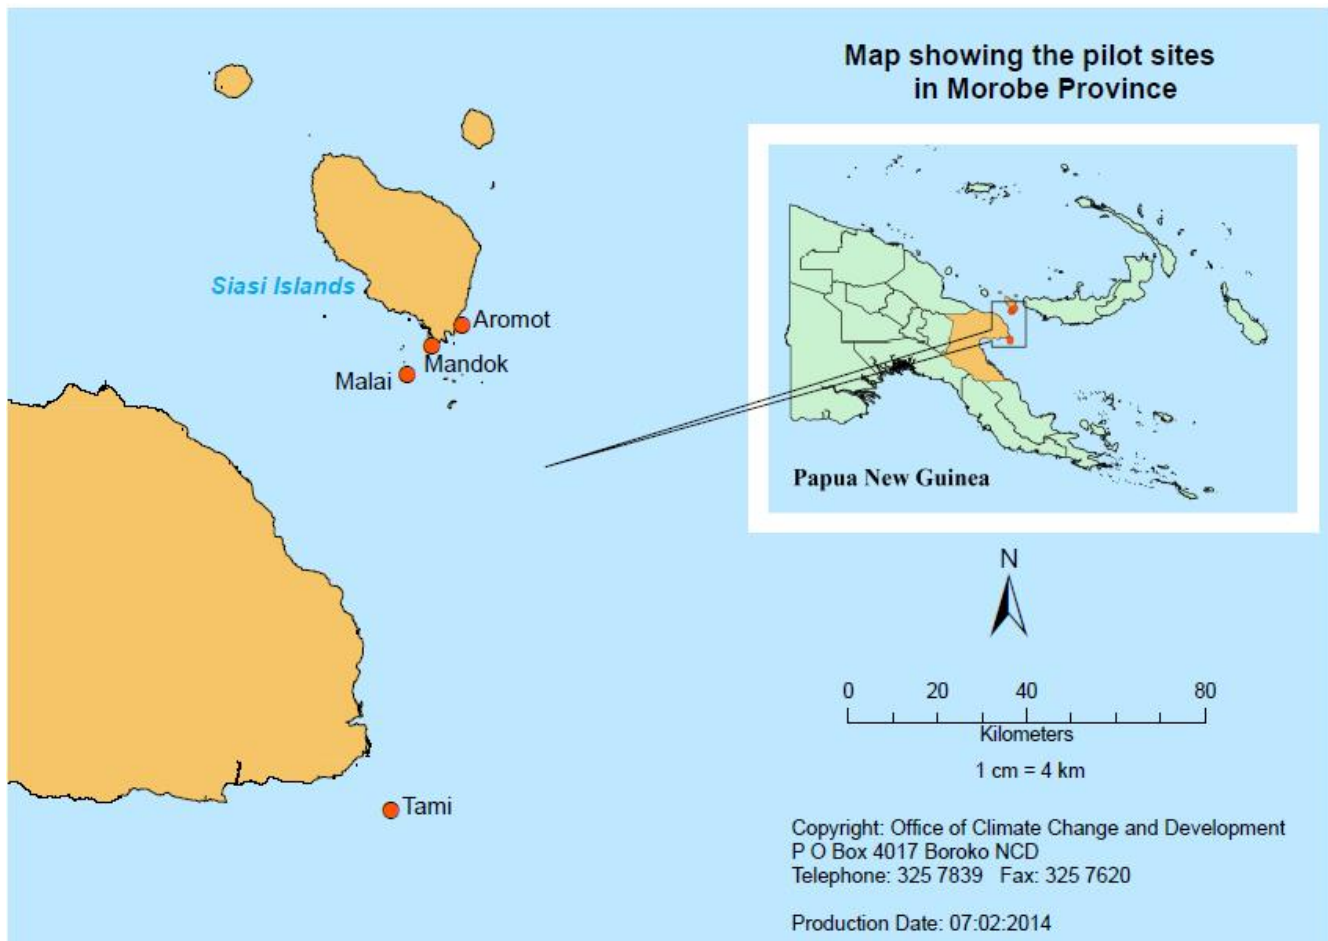 Map showing the pilot sites
in Morobe Province
Siasi Islands
Aromot
Mandok
Malai
Tami
Papua New Guinea
N
0 20 40 80
Kilometers
1 cm = 4 km
Copyright: Office of Climate Change and Development
P O Box 4017 Boroko NCD
Telephone: 325 7839 Fax: 325 7620
Production Date: 07:02:2014